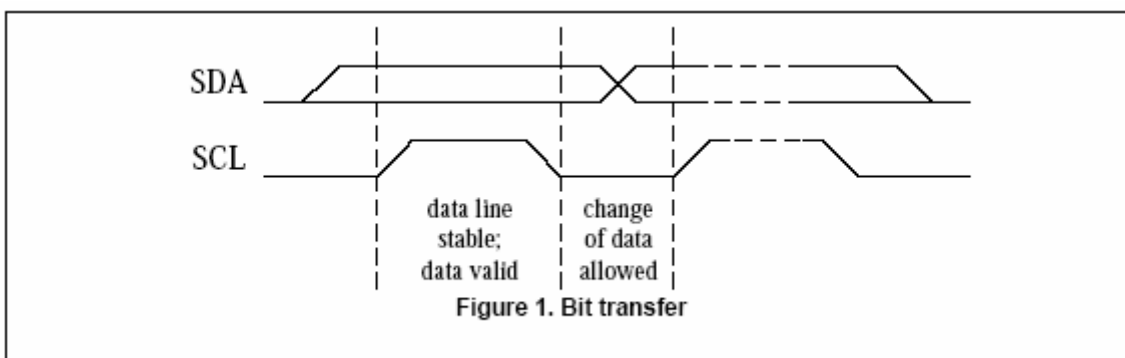 SDA
SCL
data line
stable;
data valid
change
of data
allowed
Figure 1. Bit transfer